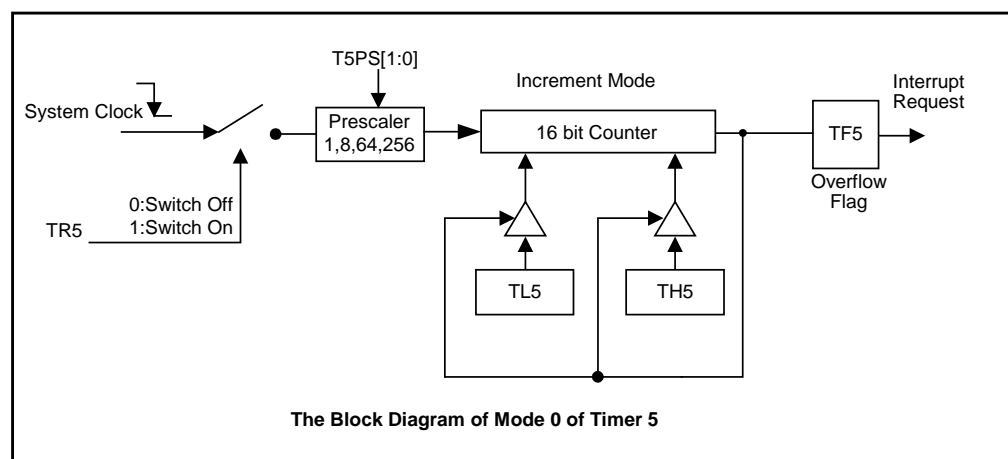 T5PS[1:0]
Increment Mode
Interrupt
Request
System Clock
Prescaler
1,8,64,256
16 bit Counter
TF5
Overflow
Flag
0:Switch Off
1:Switch On
TR5
TL5
TH5
The Block Diagram of Mode 0 of Timer 5